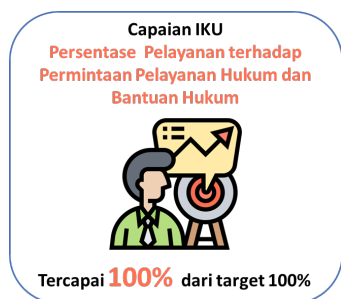 Capaian IKU
Persentase Pelayanan terhadap
Permintaan Pelayanan Hukum dan
Bantuan Hukum
Tercapai 100% dari target 100%